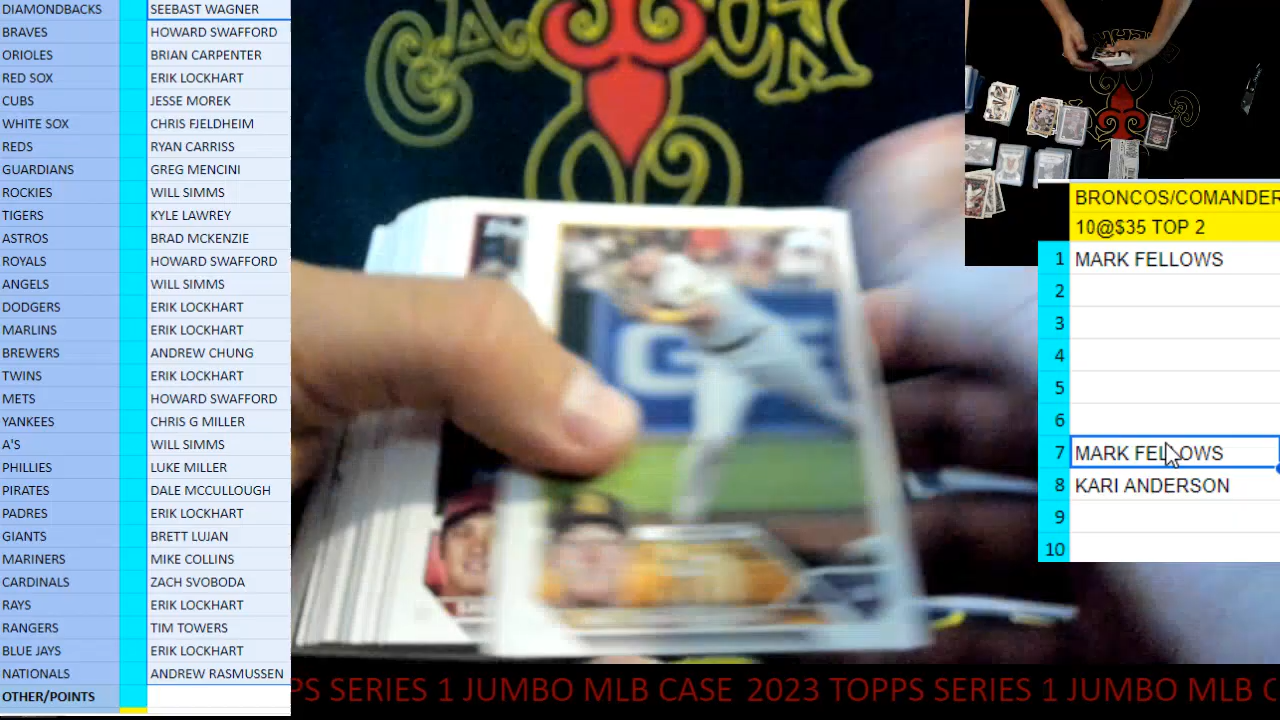 DIAMONDBACKS SEEBAST WAGNER
BRAVES HOWARD SWAFFORD
ORIOLES BRIAN CARPENTER
RED SOX ERIK LOCKHART
CUBS JESSE MOREK
WHITE SOX CHRIS FJELDHEIM
REDS RYAN CARRISS
GUARDIANS GREG MENCINI
ROCKIES WILL SIMMS
TIGERS KYLE LAWREY
ASTROS BRAD MCKENZIE
ROYALS HOWARD SWAFFORD
ANGELS WILL SIMMS
DODGERS ERIK LOCKHART
MARLINS ERIK LOCKHART
BREWERS ANDREW CHUNG
TWINS ERIK LOCKHART
METS HOWARD SWAFFORD
YANKEES CHRIS G MILLER
A'S WILL SIMMS
PHILLIES LUKE MILLER
PIRATES DALE MCCULLOUGH
PADRES ERIK LOCKHART
GIANTS BRETT LUJAN
MARINERS MIKE COLLINS
CARDINALS ZACH SVOBODA
RAYS ERIK LOCKHART
RANGERS TIM TOWERS
BLUE JAYS ERIK LOCKHART
NATIONALS ANDREW RASMUSSEN
OTHER/POINTS
BRONCOS/COMANDER
10@$35 TOP 2
1 MARK FELLOWS
2
3
4
5
6
7 MARK FELLOWS
8 KARI ANDERSON
9
10
PS SERIES 1 JUMBO MLB CASE 2023 TOPPS SERIES 1 JUMBO MLB C